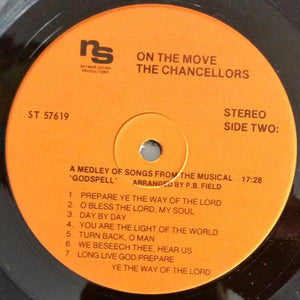 ns
NEYMOR SOUND
PRODUCTIONS
ON THE MOVE
THE CHANCELLORS
ST 57619
STEREO
SIDE TWO:
A MEDLEY OF SONGS FROM THE MUSICAL 17:28
'GODSPELL' ARRANGED BY P.B. FIELD
1. PREPARE YE THE WAY OF THE LORD
2. O BLESS THE LORD, MY SOUL
3. DAY BY DAY
4. YOU ARE THE LIGHT OF THE WORLD
5. TURN BACK, O MAN
6. WE BESEECH THEE, HEAR US
7. LONG LIVE GOD/PREPARE
YE THE WAY OF THE LORD